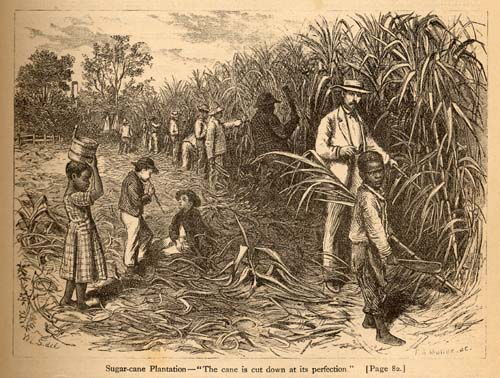 Sugar-cane Plantation—“The cane is cut down at its perfection.” [Page 82.]